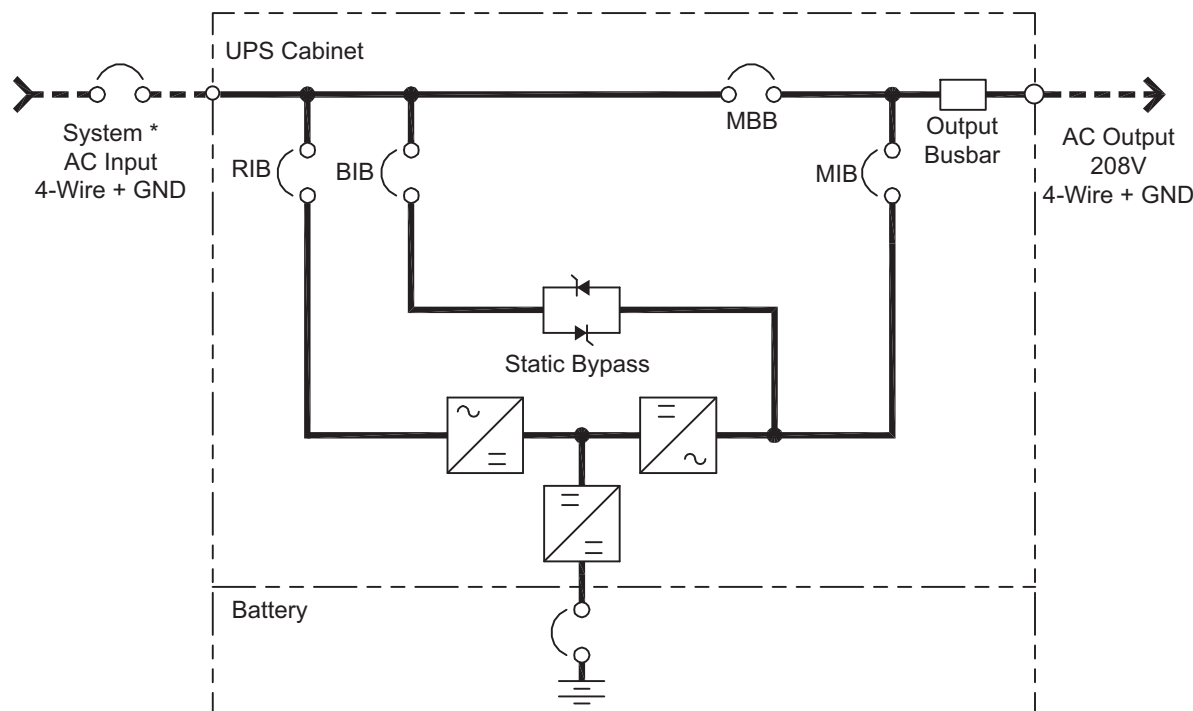 UPS Cabinet
System *
AC Input
4-Wire + GND
RIB
BIB
MBB
MIB
Output
Busbar
AC Output
208V
4-Wire + GND
Static Bypass
Battery